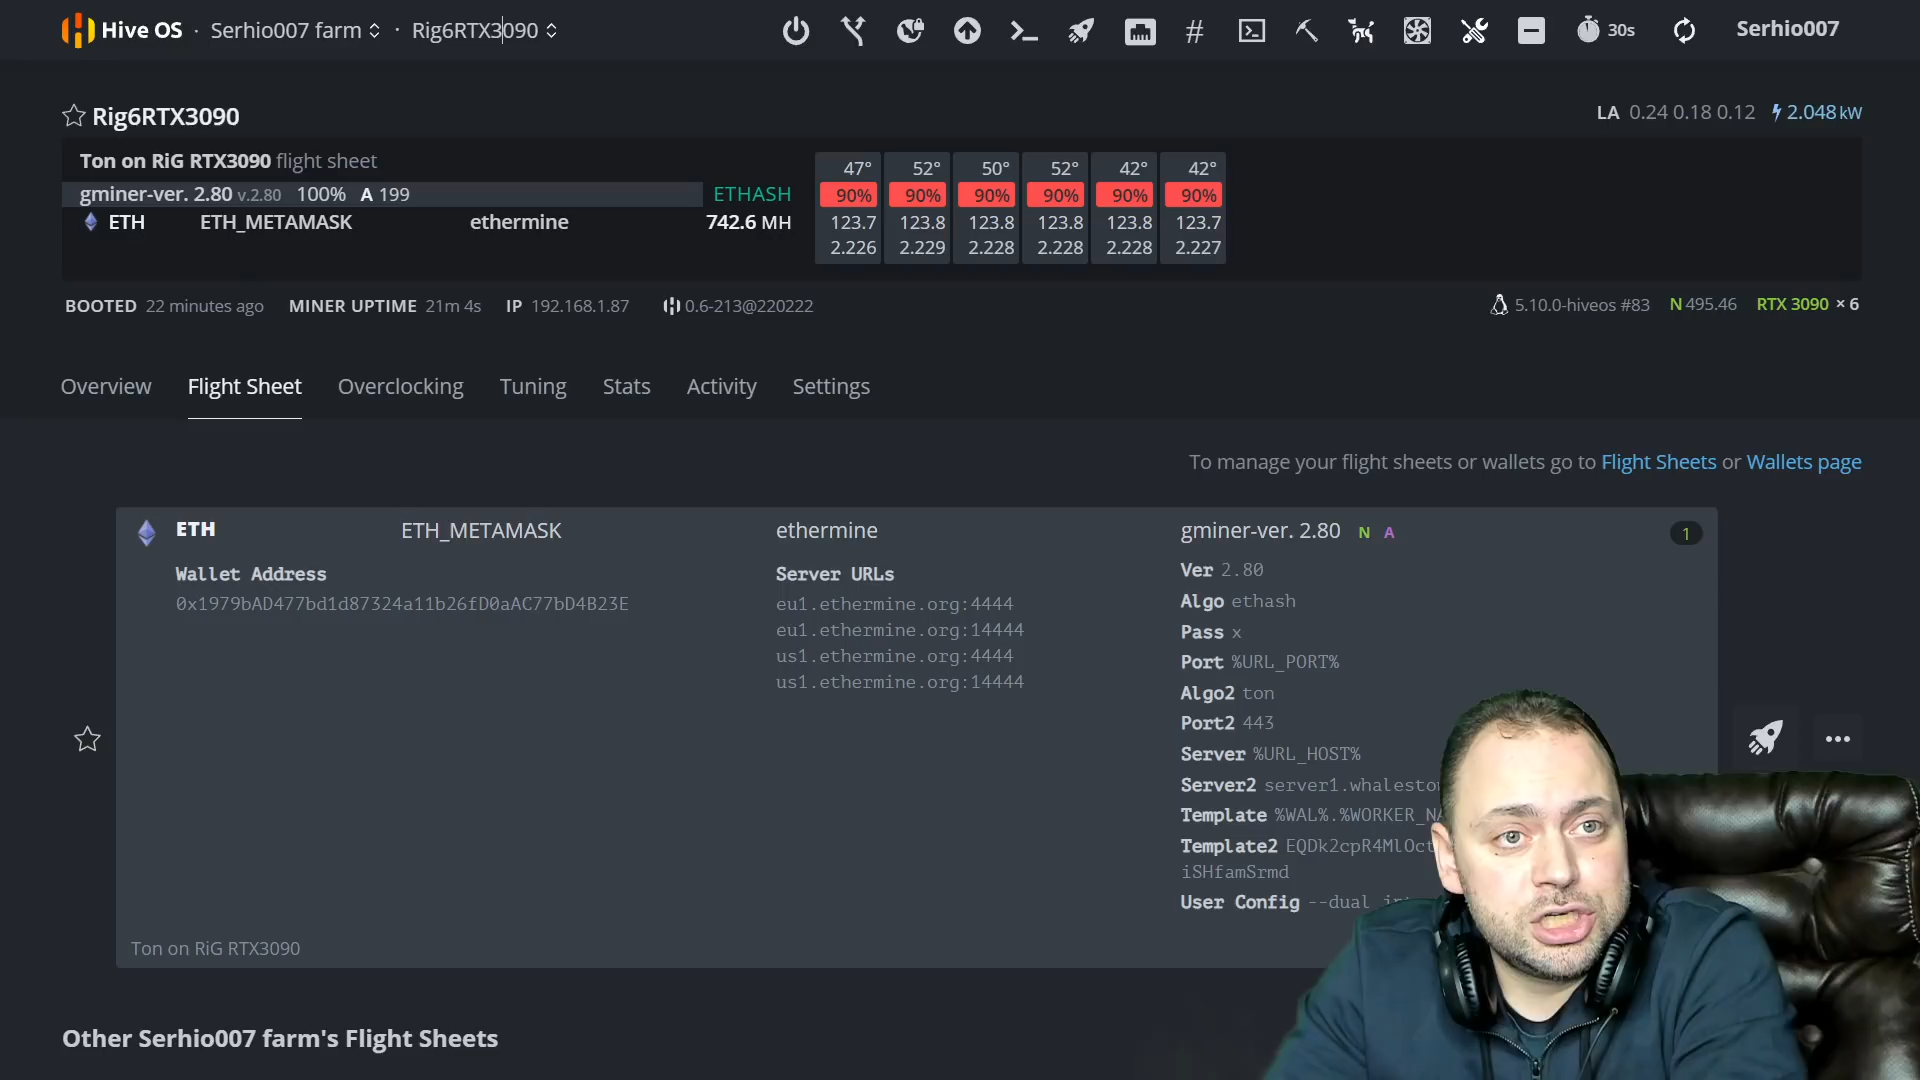 Hive OS · Serhio007 farm · Rig6RTX3090
30s
Serhio007
Rig6RTX3090
LA 0.24 0.18 0.12 2.048 kW
Ton on RiG RTX3090 flight sheet
gminer-ver. 2.80 v.2.80 100% A 199 ETHASH
ETH ETH_METAMASK ethermine 742.6 MH
47° 52° 50° 52° 42° 42°
90% 90% 90% 90% 90% 90%
123.7 123.8 123.8 123.8 123.8 123.7
2.226 2.229 2.228 2.228 2.228 2.227
BOOTED 22 minutes ago MINER UPTIME 21m 4s IP 192.168.1.87 0.6-213@220222
5.10.0-hiveos #83 N 495.46 RTX 3090 × 6
Overview Flight Sheet Overclocking Tuning Stats Activity Settings
To manage your flight sheets or wallets go to Flight Sheets or Wallets page
ETH ETH_METAMASK ethermine gminer-ver. 2.80 N A 1
Wallet Address
0x1979bAD477bd1d87324a11b26fD0aAC77bD4B23E
Server URLs
eu1.ethermine.org:4444
eu1.ethermine.org:14444
us1.ethermine.org:4444
us1.ethermine.org:14444
Ver 2.80
Algo ethash
Pass x
Port %URL_PORT%
Algo2 ton
Port2 443
Server %URL_HOST%
Server2 server1.whalesto
Template %WAL%.%WORKER_NA
Template2 EQDk2cpR4MlOct
iSHfamSrmd
User Config --dual
Ton on RiG RTX3090
Other Serhio007 farm's Flight Sheets